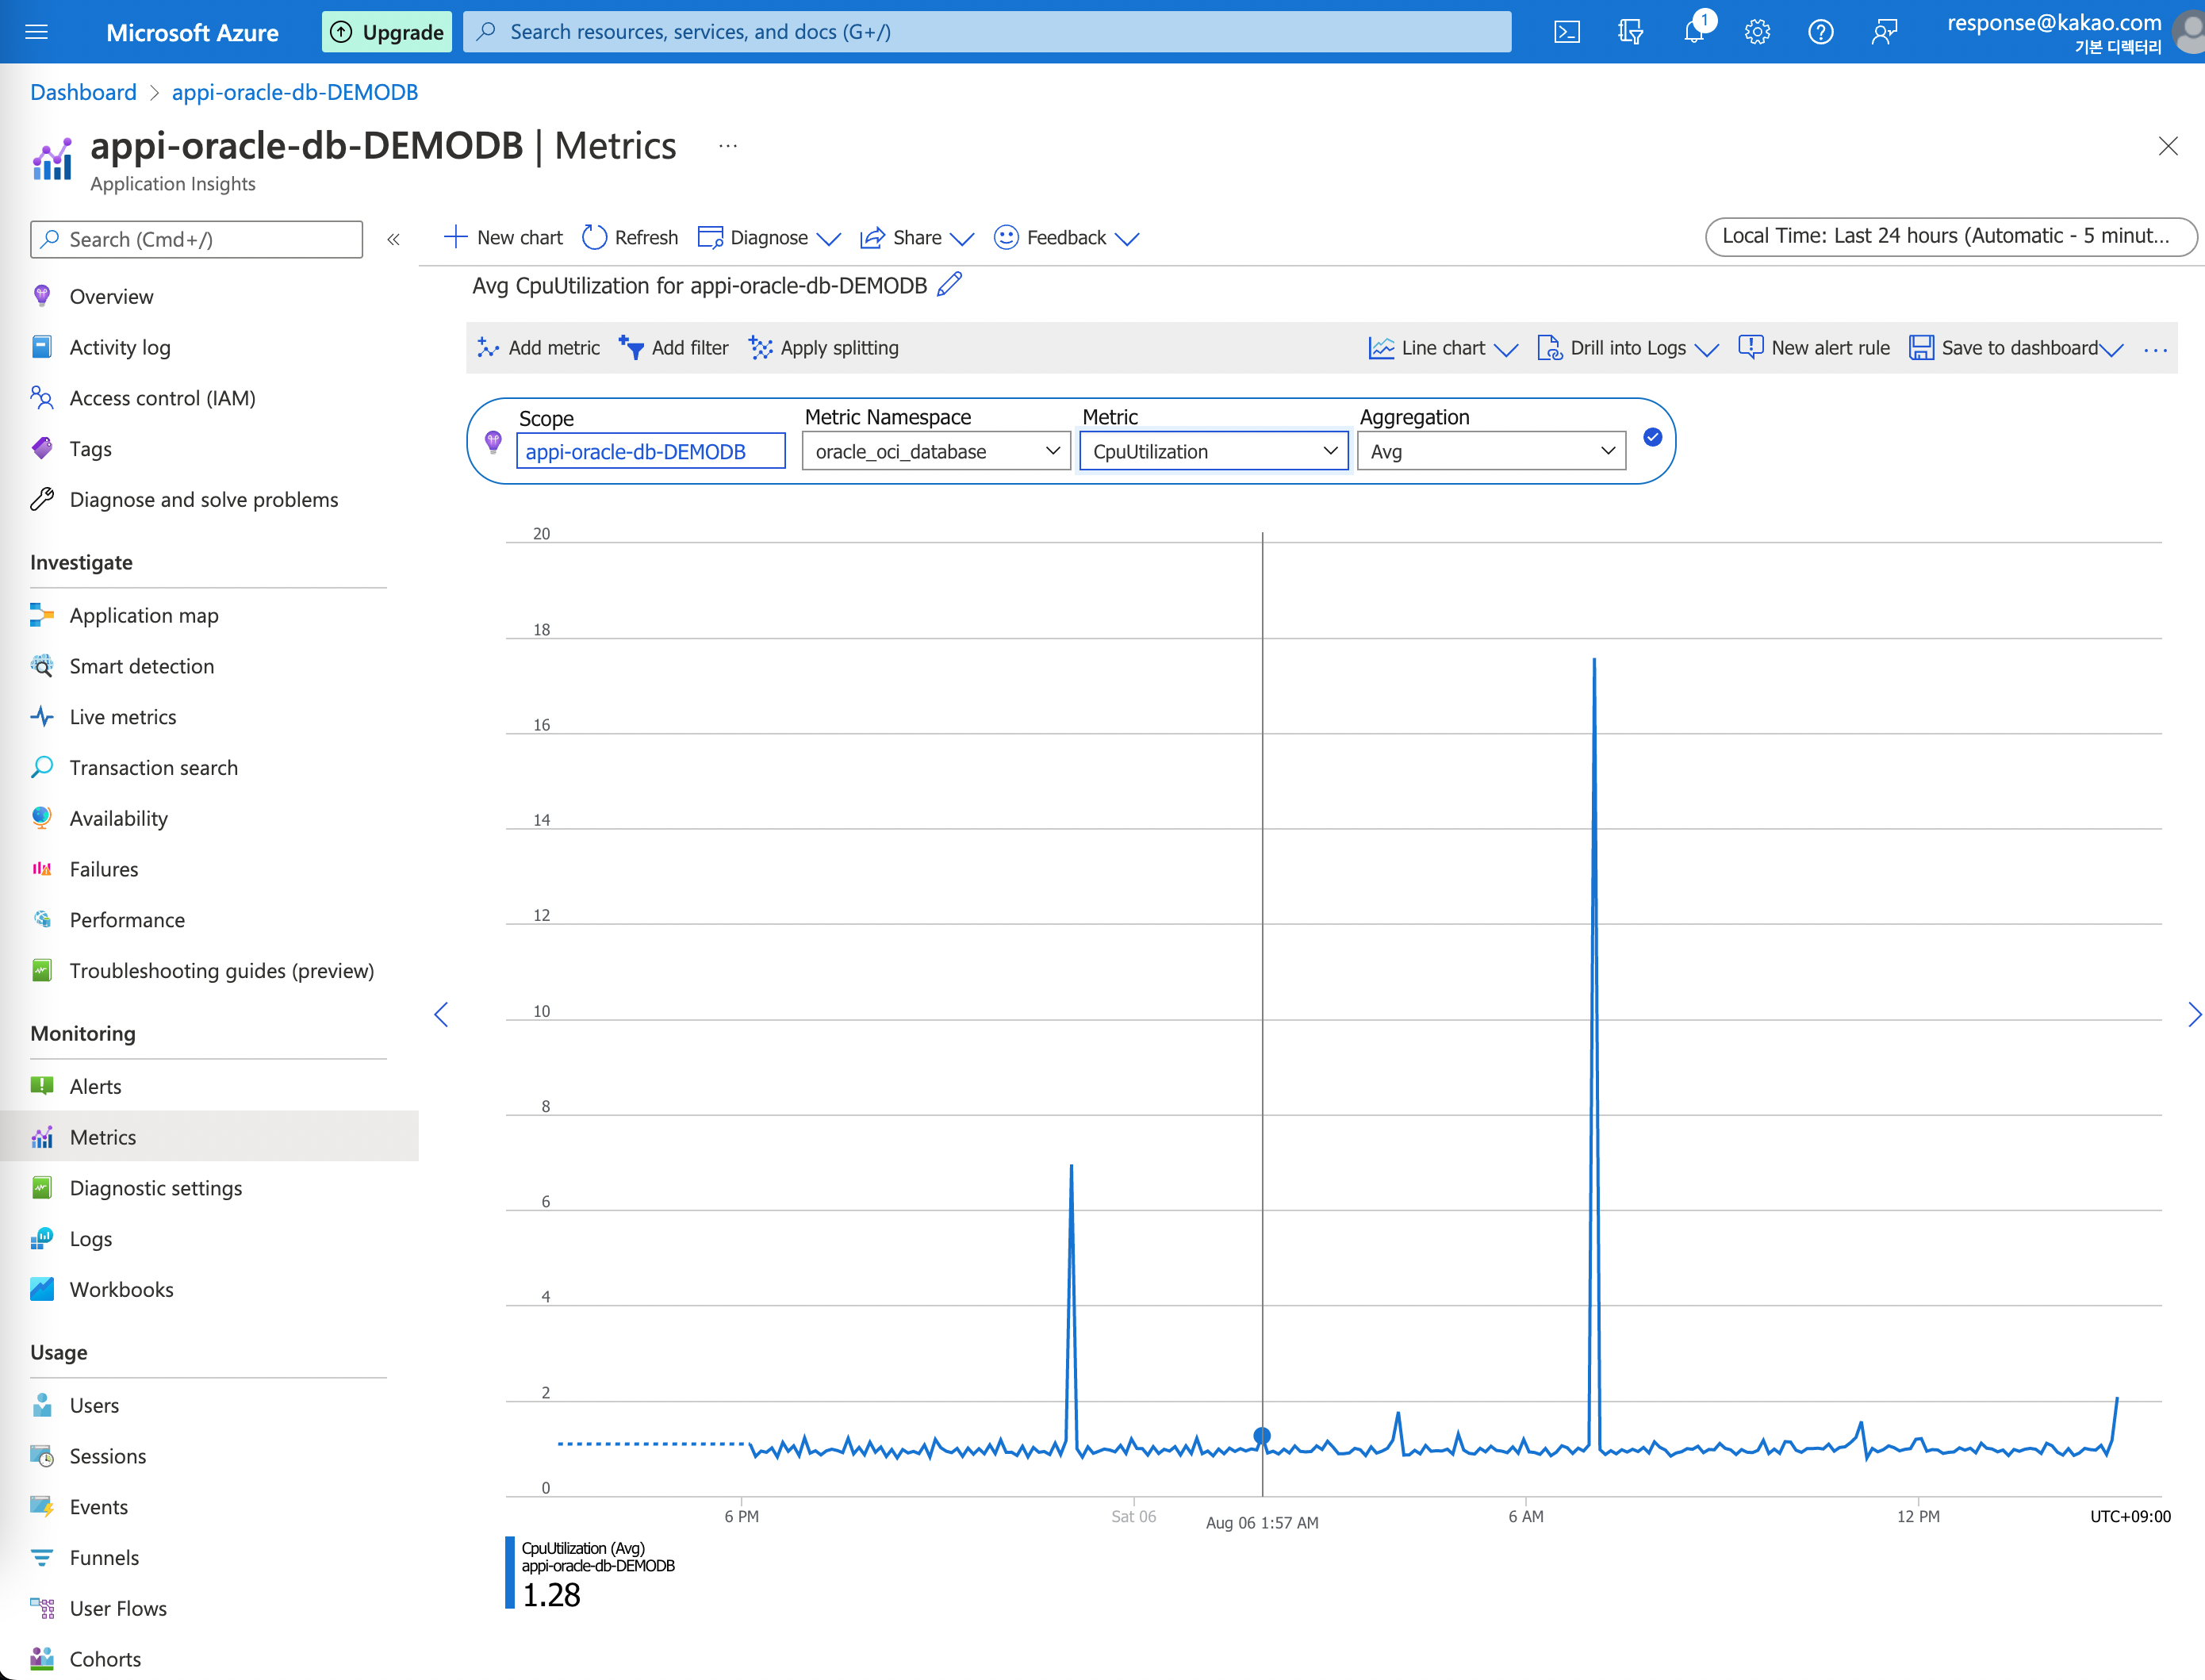 Microsoft Azure
Upgrade
Search resources, services, and docs (G+/)
1
response@kakao.com
기본 디렉터리
Dashboard > appi-oracle-db-DEMODB
appi-oracle-db-DEMODB | Metrics ...
Application Insights
Search (Cmd+/)
«
New chart
Refresh
Diagnose
Share
Feedback
Local Time: Last 24 hours (Automatic - 5 minut...
Overview
Activity log
Access control (IAM)
Tags
Diagnose and solve problems
Investigate
Application map
Smart detection
Live metrics
Transaction search
Availability
Failures
Performance
Troubleshooting guides (preview)
Monitoring
Alerts
Metrics
Diagnostic settings
Logs
Workbooks
Usage
Users
Sessions
Events
Funnels
User Flows
Cohorts
Avg CpuUtilization for appi-oracle-db-DEMODB
Add metric
Add filter
Apply splitting
Line chart
Drill into Logs
New alert rule
Save to dashboard
...
Scope
appi-oracle-db-DEMODB
Metric Namespace
oracle_oci_database
Metric
CpuUtilization
Aggregation
Avg
20
18
16
14
12
10
8
6
4
2
0
6 PM
Sat 06
Aug 06 1:57 AM
6 AM
12 PM
UTC+09:00
CpuUtilization (Avg)
appi-oracle-db-DEMODB
1.28